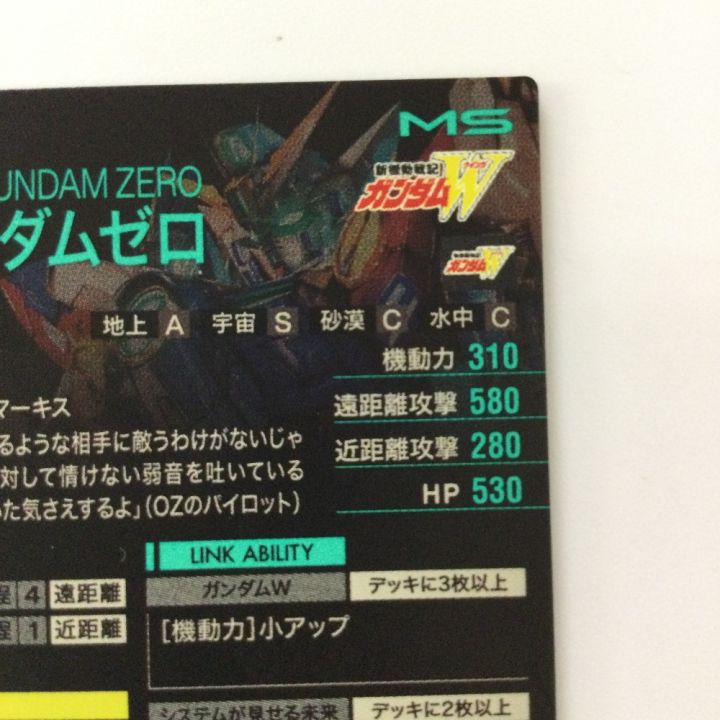 MS
UNDAM ZERO
新機動戦記
ガンダムW
ウイング
ダムゼロ
ガンダムW
地上 A 宇宙 S 砂漠 C 水中 C
機動力 310
マーキス
遠距離攻撃 580
るような相手に敵うわけがないじゃ
近距離攻撃 280
対して情けない弱音を吐いている
HP 530
た気さえするよ」(OZのパイロット)
LINK ABILITY
ガンダムW デッキに3枚以上
程 4 遠距離
[機動力]小アップ
程 1 近距離
システムが見せる未来 デッキに2枚以上